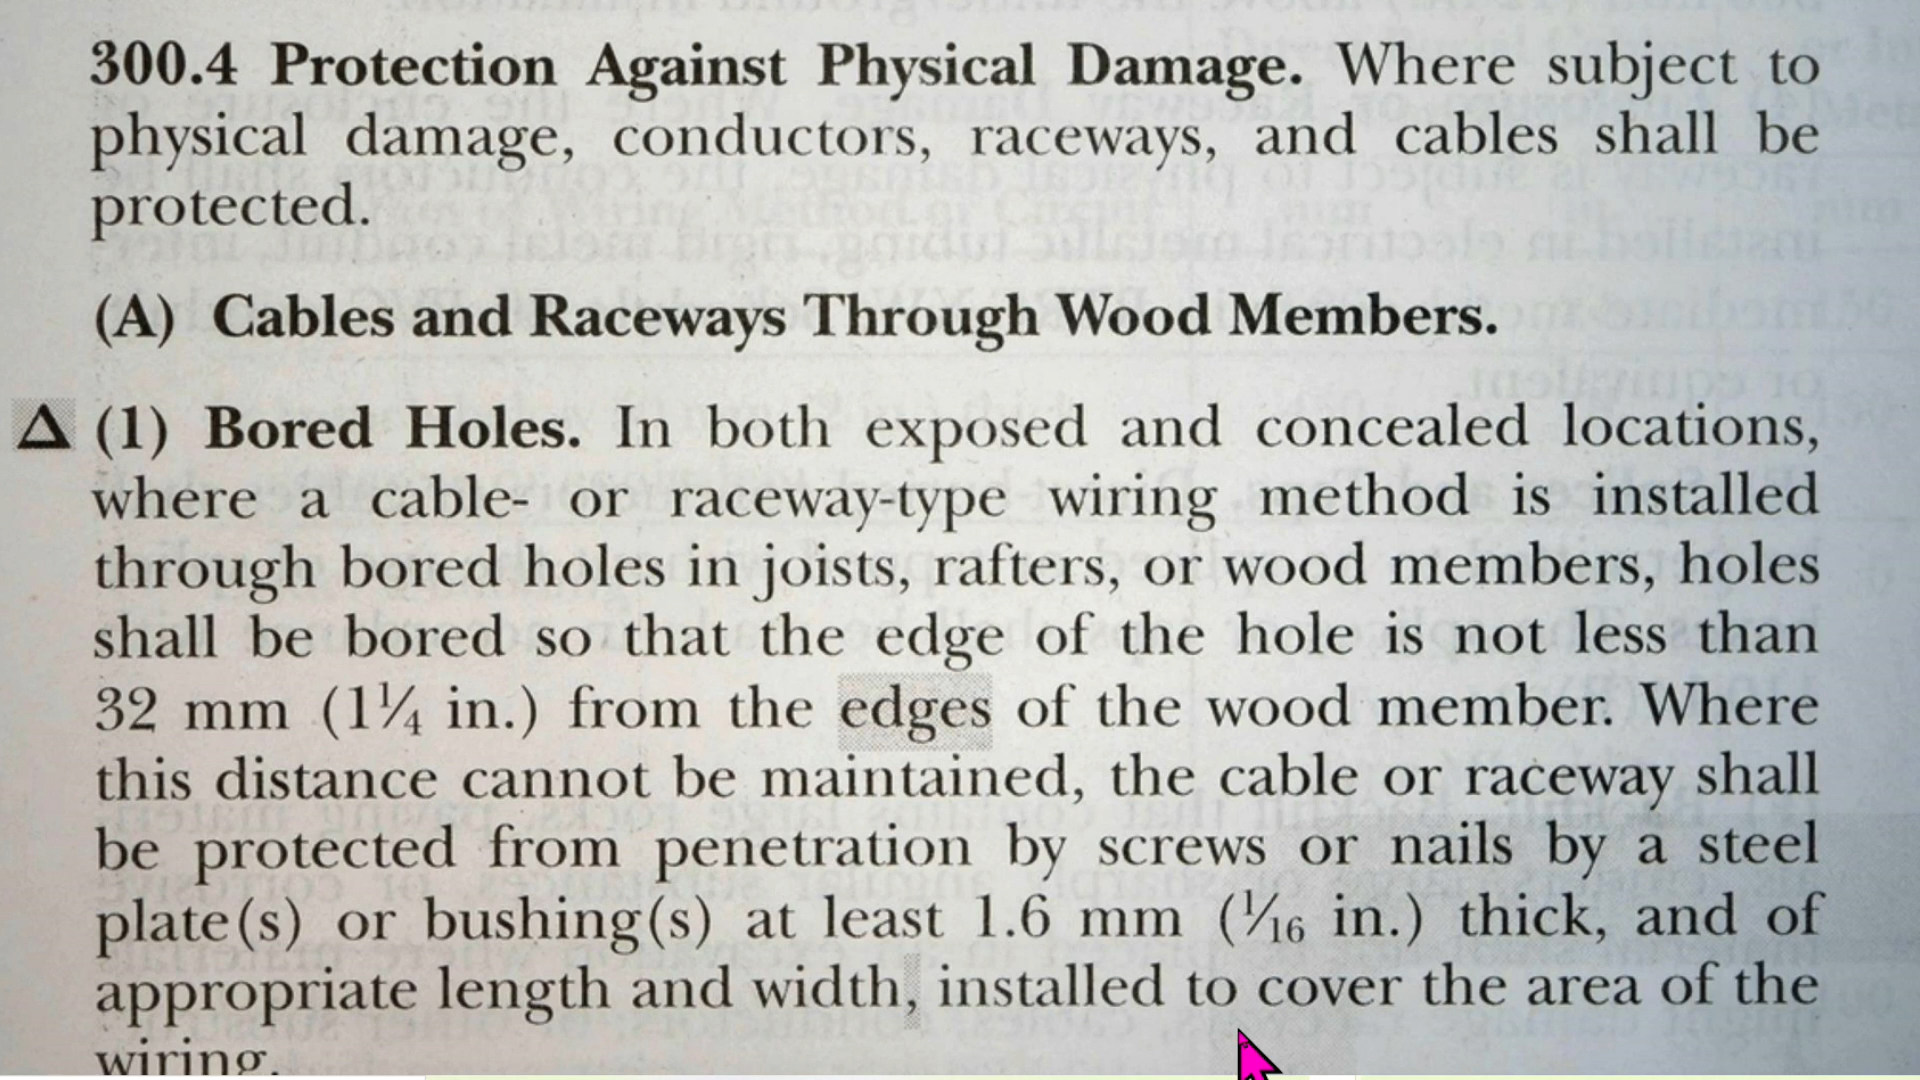 300.4 Protection Against Physical Damage. Where subject to
physical damage, conductors, raceways, and cables shall be
protected.
(A) Cables and Raceways Through Wood Members.
Δ (1) Bored Holes. In both exposed and concealed locations,
where a cable- or raceway-type wiring method is installed
through bored holes in joists, rafters, or wood members, holes
shall be bored so that the edge of the hole is not less than
32 mm (1¼ in.) from the edges of the wood member. Where
this distance cannot be maintained, the cable or raceway shall
be protected from penetration by screws or nails by a steel
plate(s) or bushing(s) at least 1.6 mm (1⁄16 in.) thick, and of
appropriate length and width, installed to cover the area of the
wiring.